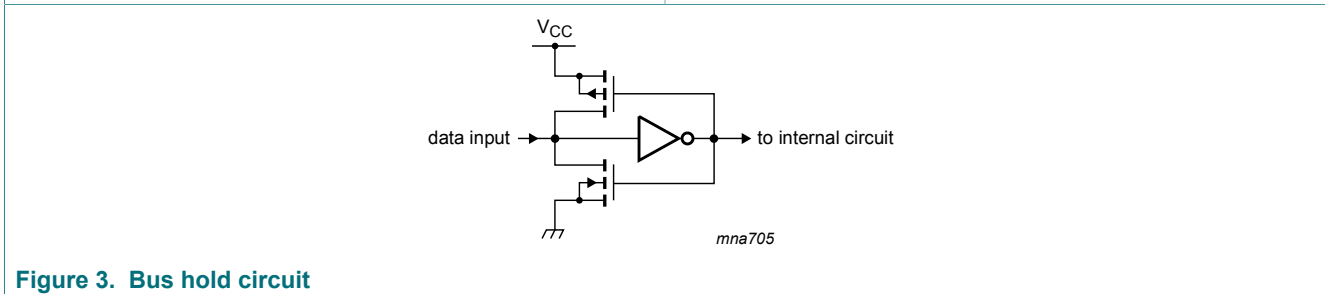 VCC
data input
to internal circuit
mna705
Figure 3. Bus hold circuit